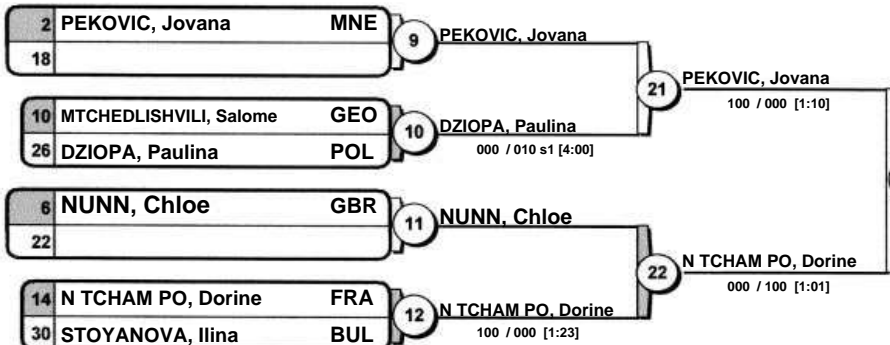 2 PEKOVIC, Jovana MNE
18
9
PEKOVIC, Jovana
10 MTCHEDLISHVILI, Salome GEO
26 DZIOPA, Paulina POL
10
DZIOPA, Paulina
000 / 010 s1 [4:00]
21
PEKOVIC, Jovana
100 / 000 [1:10]
6 NUNN, Chloe GBR
22
11
NUNN, Chloe
14 N TCHAM PO, Dorine FRA
30 STOYANOVA, Ilina BUL
12
N TCHAM PO, Dorine
100 / 000 [1:23]
22
N TCHAM PO, Dorine
000 / 100 [1:01]